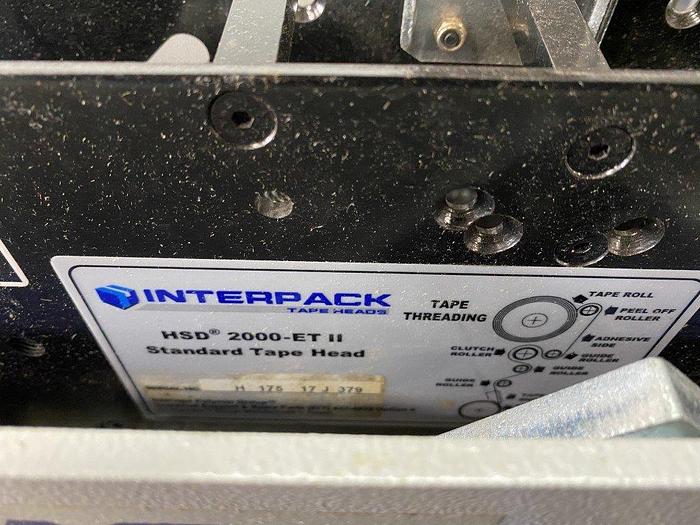 INTERPACK
TAPE HEADS
HSD® 2000-ET II
Standard Tape Head
H 175 17 J 379
TAPE
THREADING
TAPE ROLL
PEEL OFF
ROLLER
ADHESIVE
SIDE
CLUTCH
ROLLER
GUIDE
ROLLER
GUIDE
ROLLER
GUIDE
ROLLER